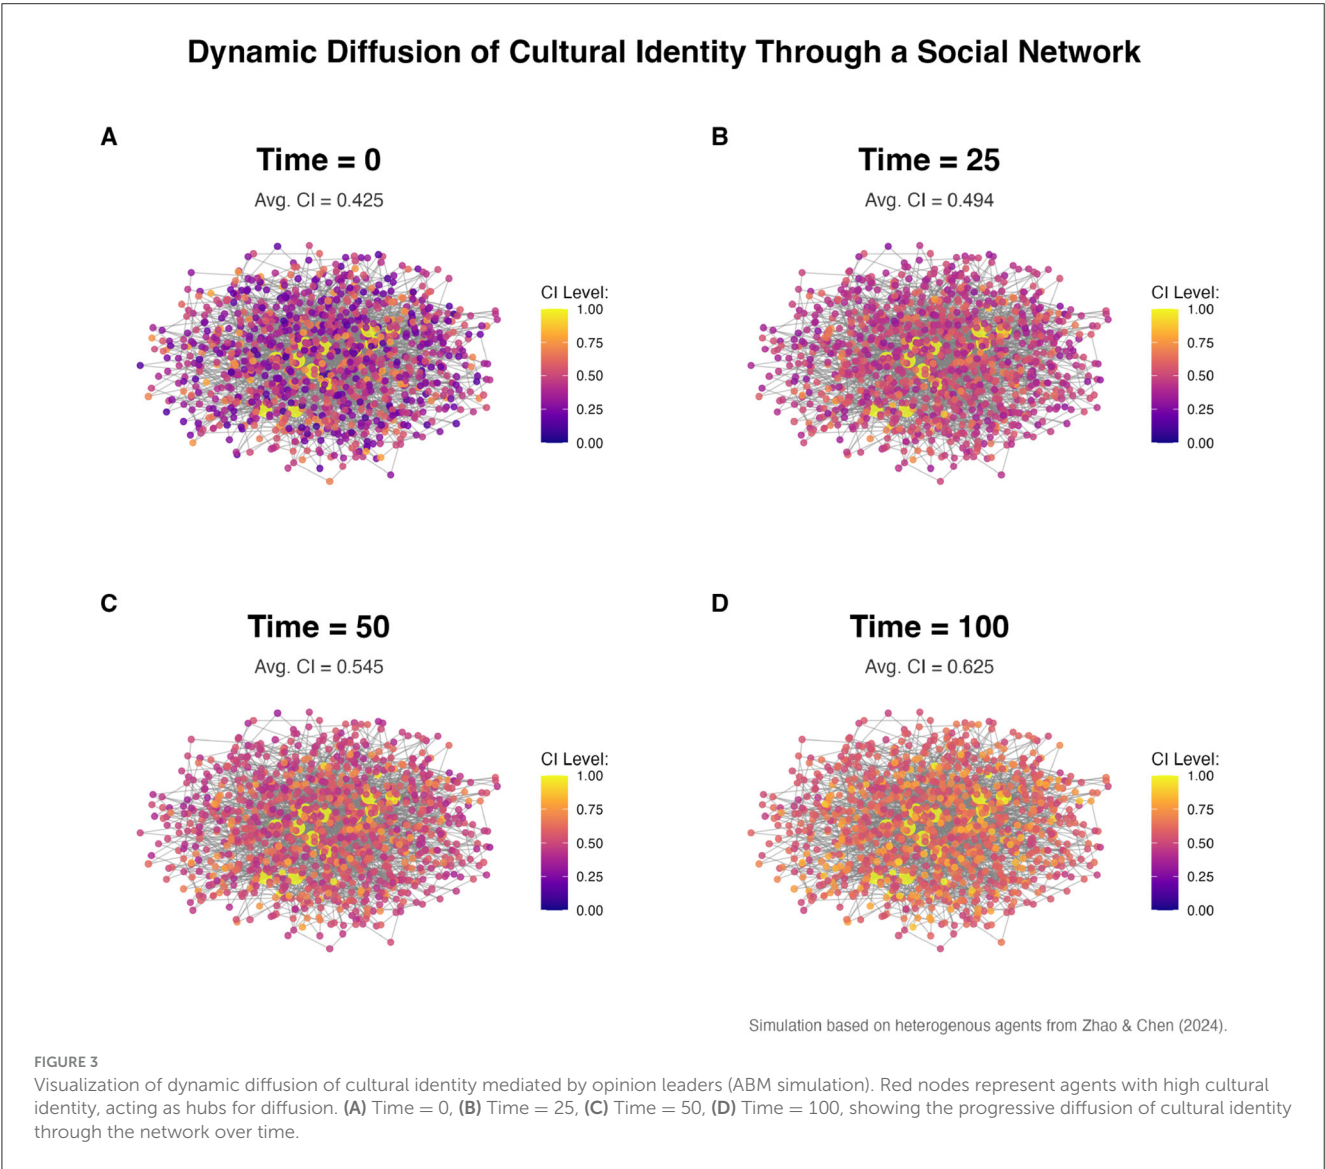 Dynamic Diffusion of Cultural Identity Through a Social Network
A
Time = 0
Avg. CI = 0.425
CI Level:
1.00
0.75
0.50
0.25
0.00
B
Time = 25
Avg. CI = 0.494
CI Level:
1.00
0.75
0.50
0.25
0.00
C
Time = 50
Avg. CI = 0.545
CI Level:
1.00
0.75
0.50
0.25
0.00
D
Time = 100
Avg. CI = 0.625
CI Level:
1.00
0.75
0.50
0.25
0.00
Simulation based on heterogenous agents from Zhao & Chen (2024).
FIGURE 3
Visualization of dynamic diffusion of cultural identity mediated by opinion leaders (ABM simulation). Red nodes represent agents with high cultural
identity, acting as hubs for diffusion. (A) Time = 0, (B) Time = 25, (C) Time = 50, (D) Time = 100, showing the progressive diffusion of cultural identity
through the network over time.